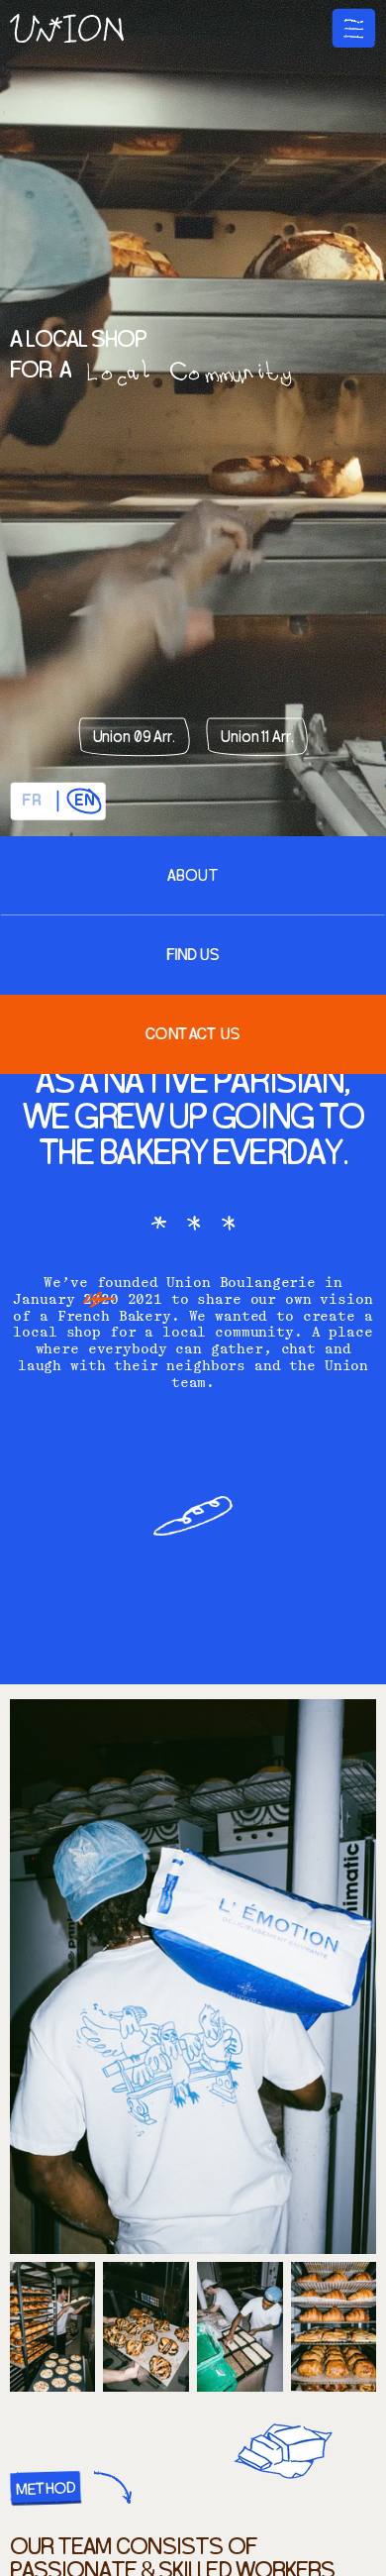 UN*ION
A LOCAL SHOP
FOR A Local Community
Union 09 Arr. Union 11 Arr.
FR | EN
ABOUT
FIND US
CONTACT US
AS A NATIVE PARISIAN,
WE GREW UP GOING TO
THE BAKERY EVERDAY.
* * *
We’ve founded Union Boulangerie in
January 2021 to share our own vision
of a French Bakery. We wanted to create a
local shop for a local community. A place
where everybody can gather, chat and
laugh with their neighbors and the Union
team.
L’ÉMOTION
METHOD
OUR TEAM CONSISTS OF
PASSIONATE & SKILLED WORKERS